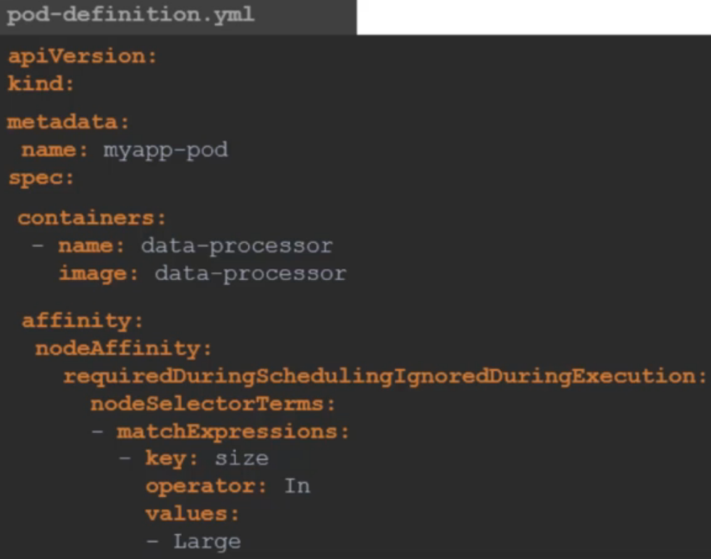 pod-definition.yml
apiVersion:
kind:
metadata:
name: myapp-pod
spec:
containers:
- name: data-processor
image: data-processor
affinity:
nodeAffinity:
requiredDuringSchedulingIgnoredDuringExecution:
nodeSelectorTerms:
- matchExpressions:
- key: size
operator: In
values:
- Large